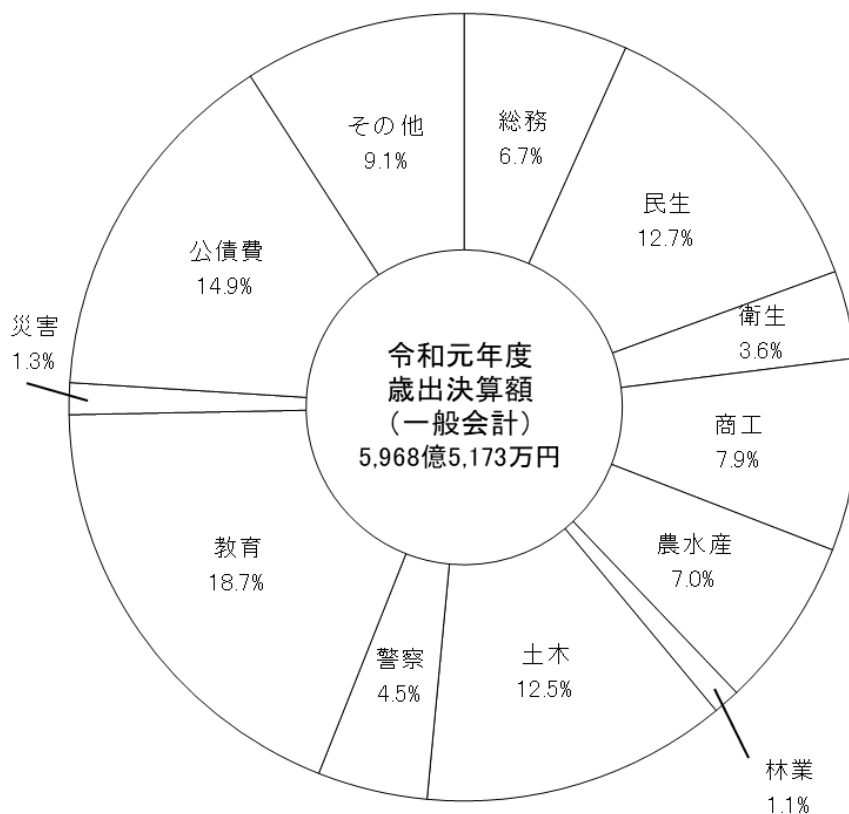 令和元年度
歳出決算額
（一般会計）
5,968億5,173万円
総務
6.7%
民生
12.7%
衛生
3.6%
商工
7.9%
農水産
7.0%
林業
1.1%
土木
12.5%
警察
4.5%
教育
18.7%
災害
1.3%
公債費
14.9%
その他
9.1%